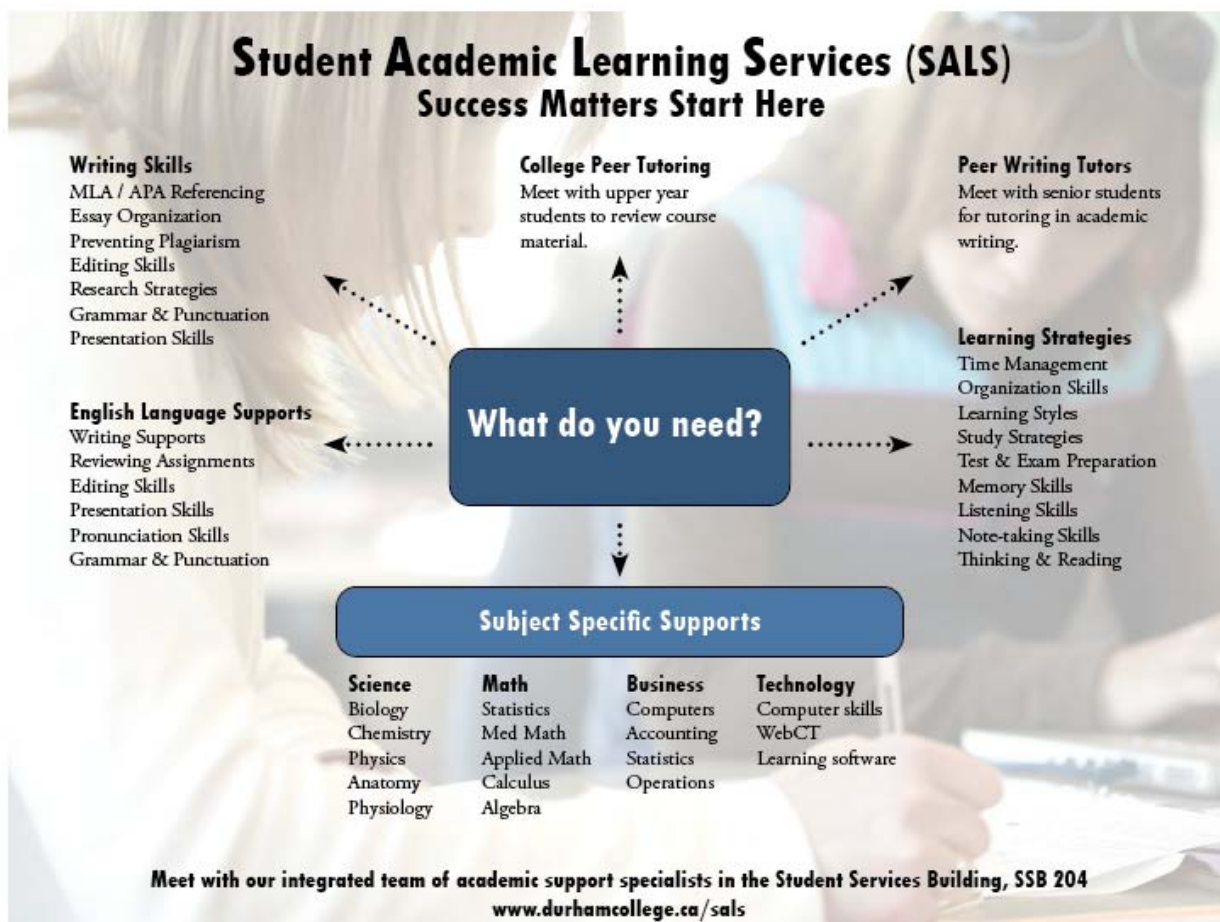 Student Academic Learning Services (SALS)
Success Matters Start Here
Writing Skills
MLA / APA Referencing
Essay Organization
Preventing Plagiarism
Editing Skills
Research Strategies
Grammar & Punctuation
Presentation Skills
College Peer Tutoring
Meet with upper year
students to review course
material.
Peer Writing Tutors
Meet with senior students
for tutoring in academic
writing.
English Language Supports
Writing Supports
Reviewing Assignments
Editing Skills
Presentation Skills
Pronunciation Skills
Grammar & Punctuation
What do you need?
Learning Strategies
Time Management
Organization Skills
Learning Styles
Study Strategies
Test & Exam Preparation
Memory Skills
Listening Skills
Note-taking Skills
Thinking & Reading
Subject Specific Supports
Science
Biology
Chemistry
Physics
Anatomy
Physiology
Math
Statistics
Med Math
Applied Math
Calculus
Algebra
Business
Computers
Accounting
Statistics
Operations
Technology
Computer skills
WebCT
Learning software
Meet with our integrated team of academic support specialists in the Student Services Building, SSB 204
www.durhamcollege.ca/sals